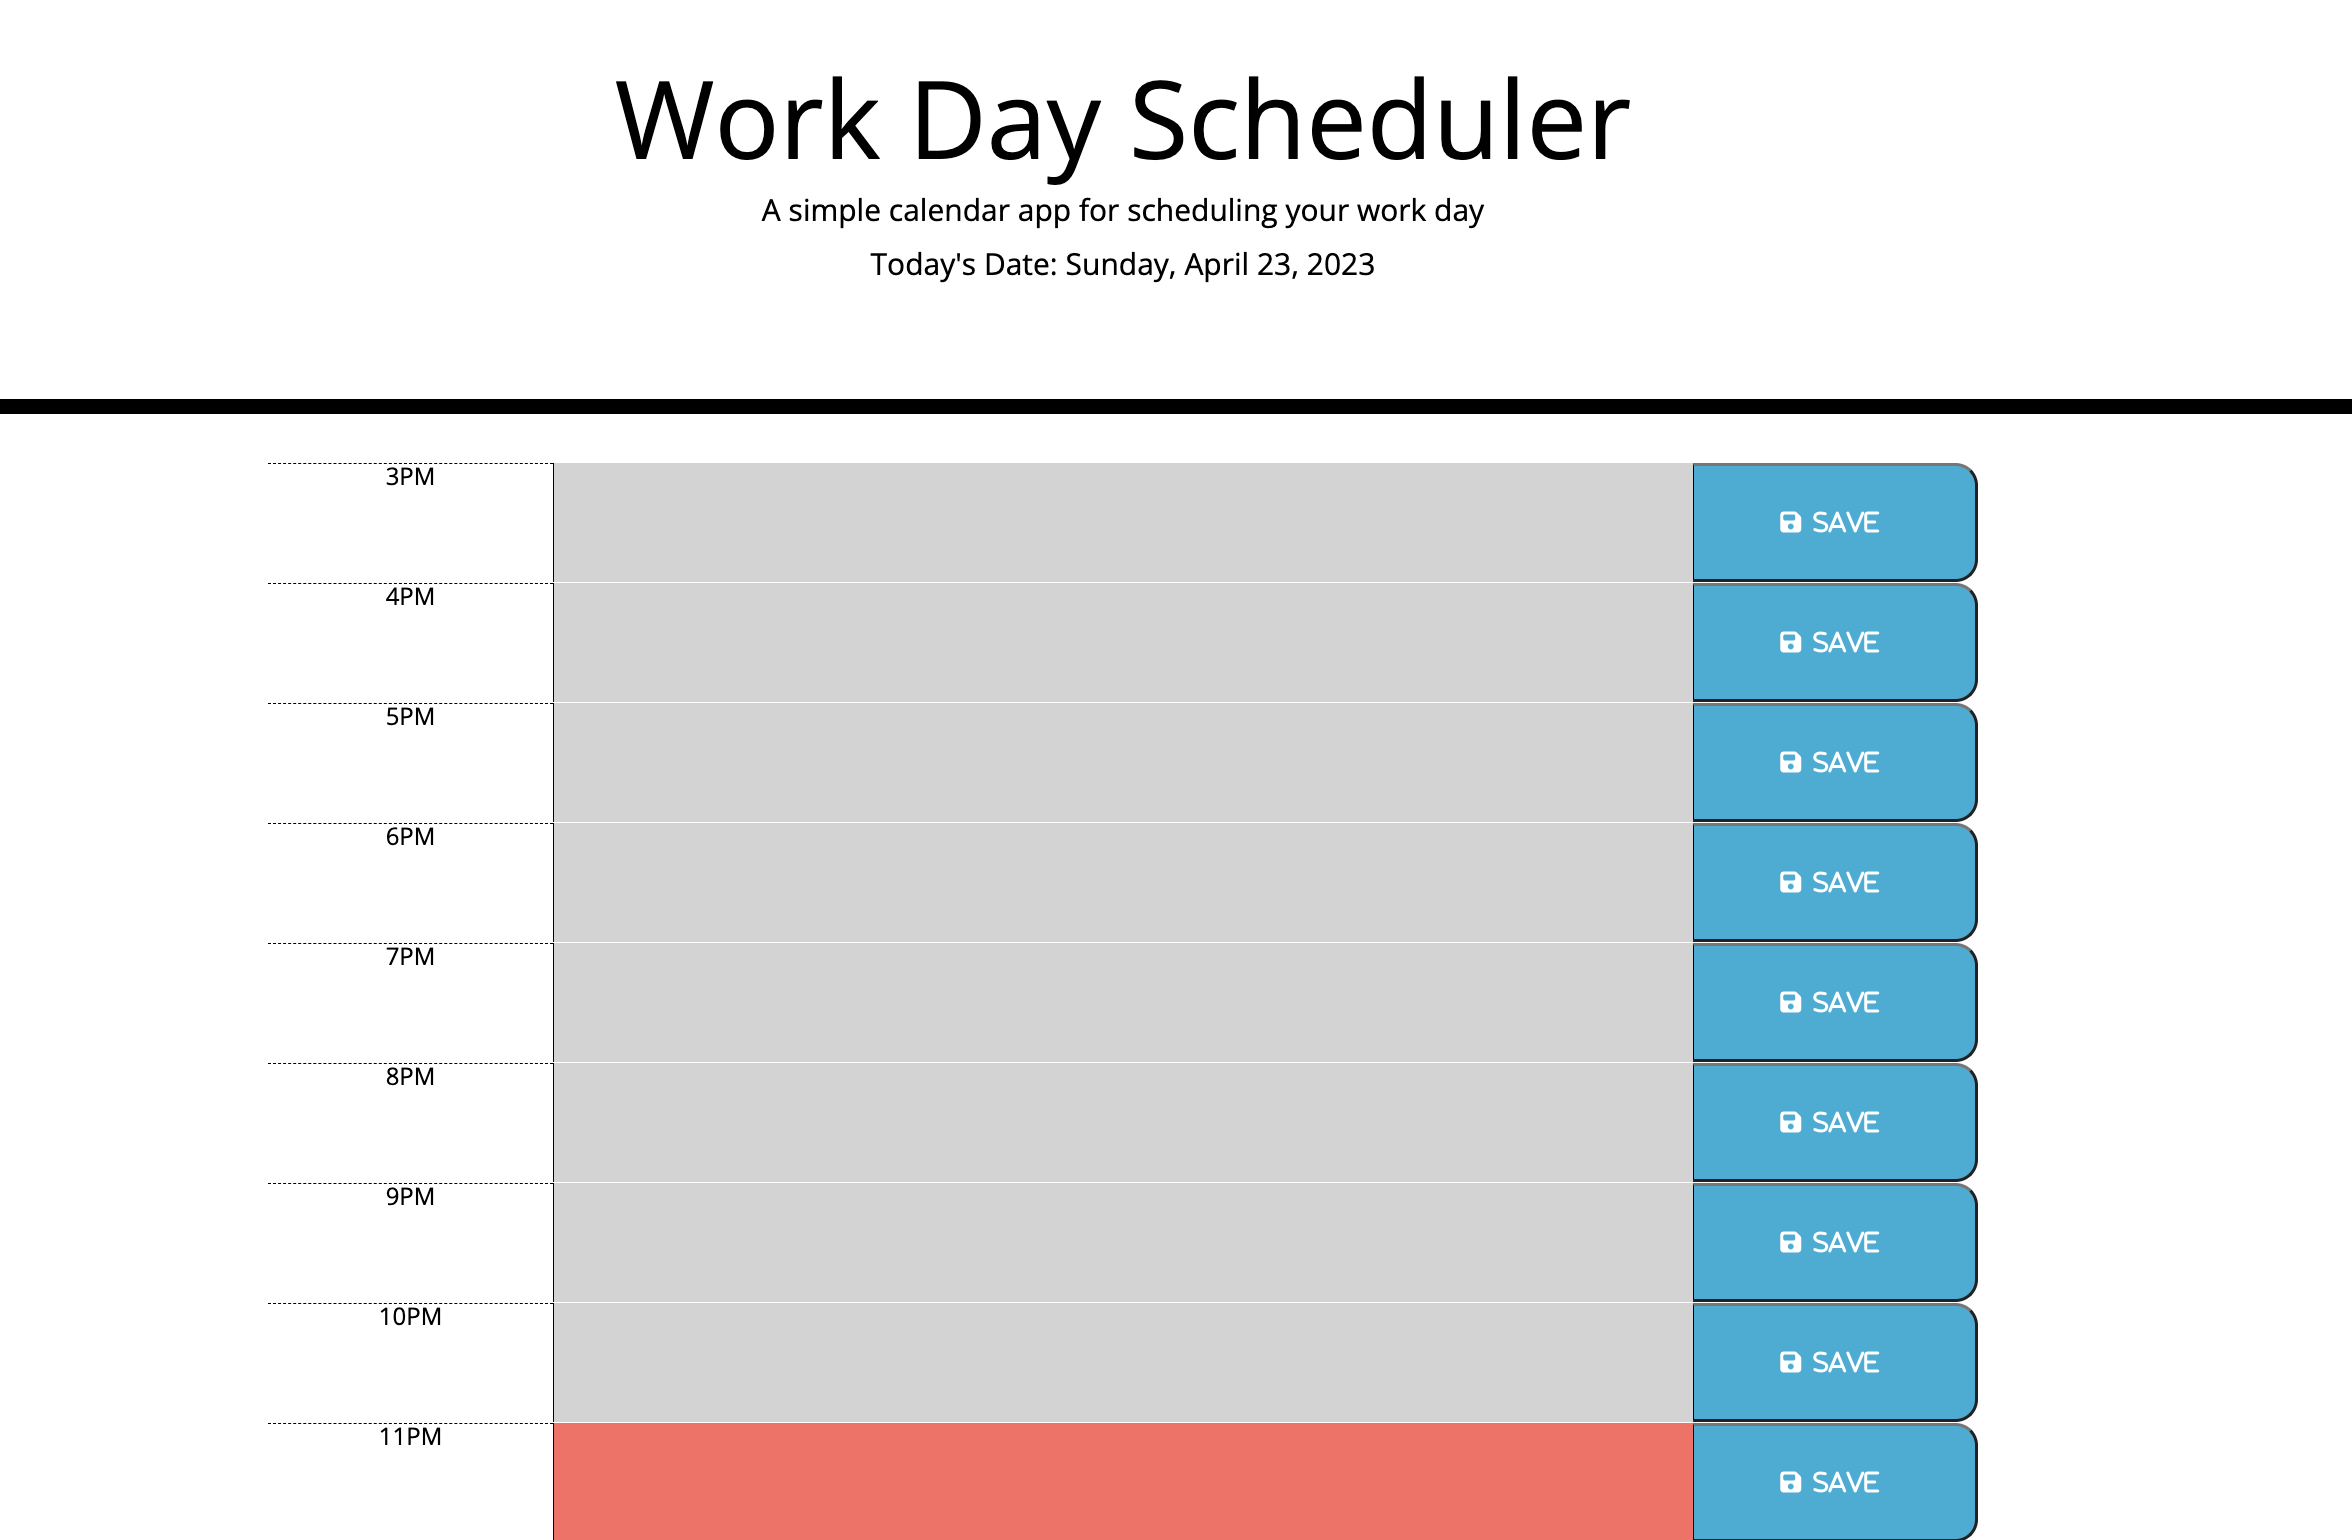 Work Day Scheduler
A simple calendar app for scheduling your work day
Today's Date: Sunday, April 23, 2023
3PM
SAVE
4PM
SAVE
5PM
SAVE
6PM
SAVE
7PM
SAVE
8PM
SAVE
9PM
SAVE
10PM
SAVE
11PM
SAVE